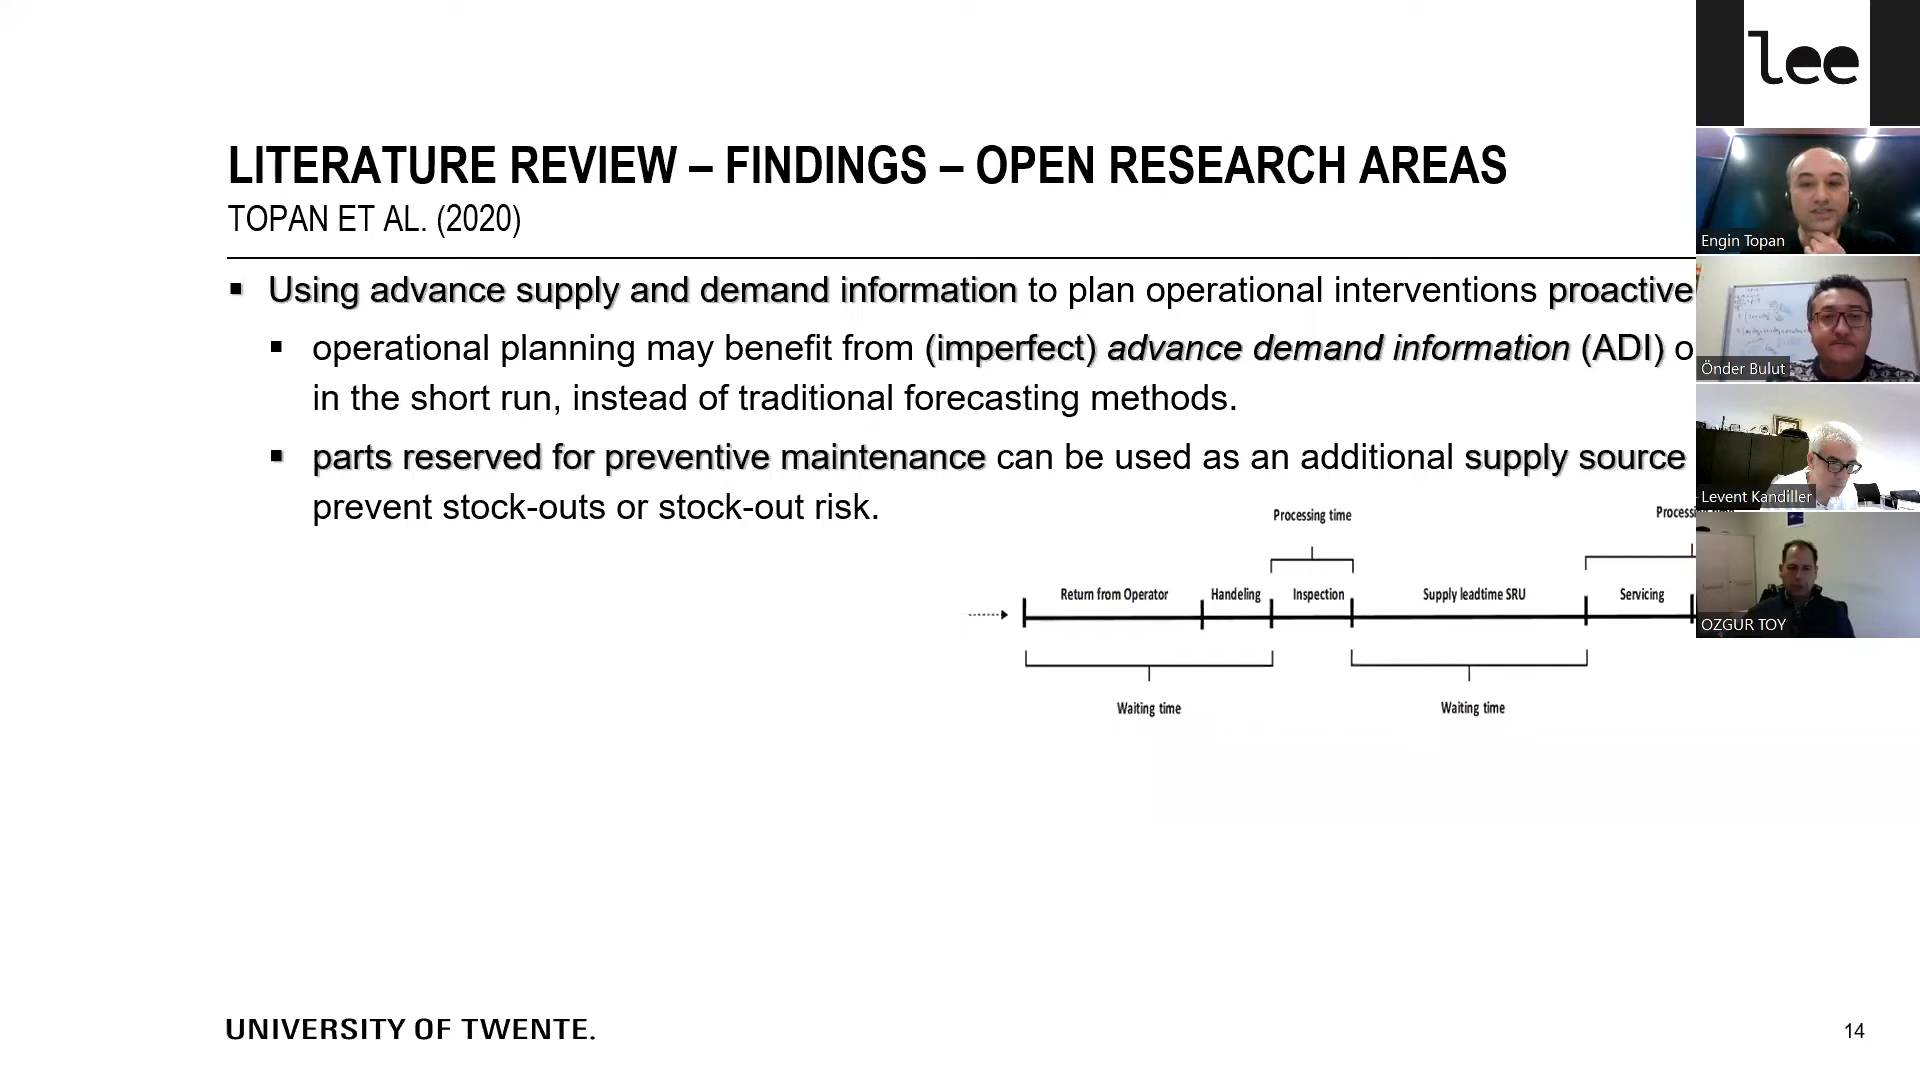 lee
LITERATURE REVIEW – FINDINGS – OPEN RESEARCH AREAS
TOPAN ET AL. (2020)
▪ Using advance supply and demand information to plan operational interventions proactive
▪ operational planning may benefit from (imperfect) advance demand information (ADI) o
in the short run, instead of traditional forecasting methods.
▪ parts reserved for preventive maintenance can be used as an additional supply source
prevent stock-outs or stock-out risk.
Processing time
Return from Operator Handeling Inspection Supply leadtime SRU Servicing
Waiting time Waiting time
Engin Topan
Önder Bulut
Levent Kandiller
OZGUR TOY
UNIVERSITY OF TWENTE.
14